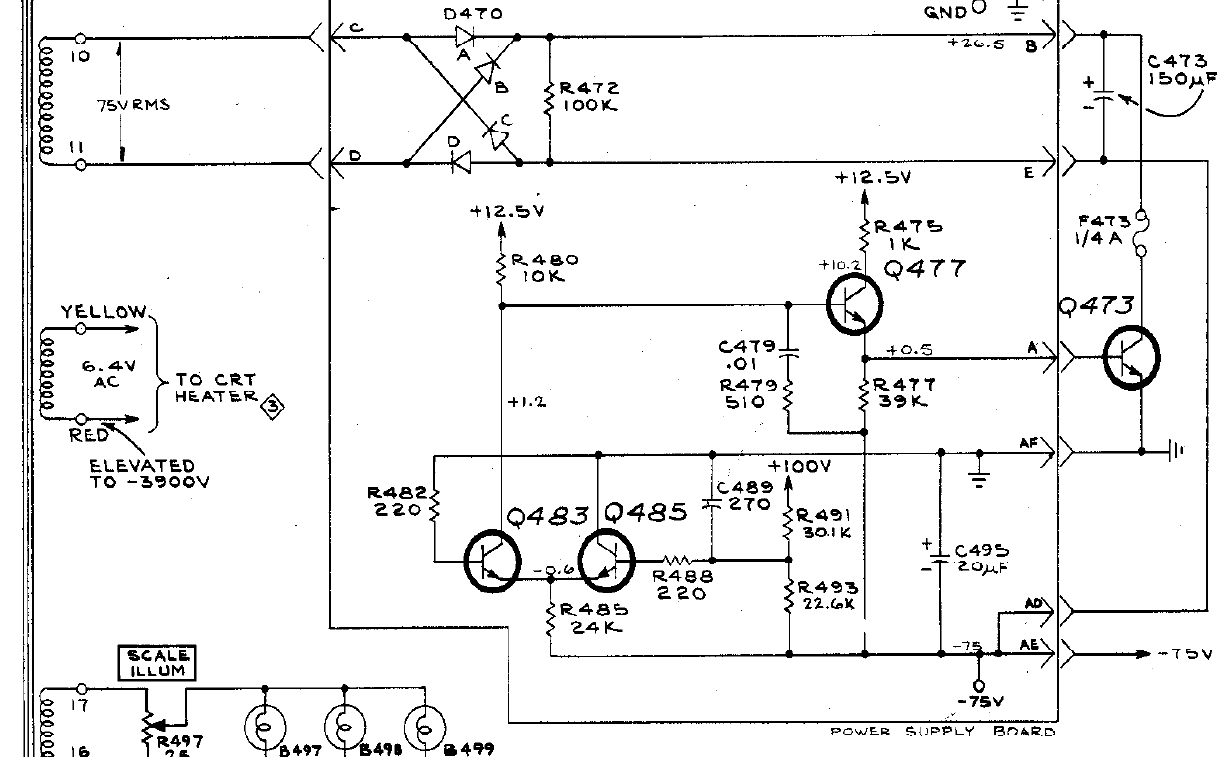 D470
GND
C
10
A
B
+26.5
B
C473
150µF
+
-
75V RMS
R472
100K
C
11
D
D
E
+12.5V
+12.5V
R475
1K
F473
1/4 A
R480
10K
+10.2
Q477
Q473
YELLOW
6.4V
AC
TO CRT
HEATER 3
RED
C479
.01
+0.5
A
R479
510
R477
39K
+1.2
ELEVATED
TO -3900V
AF
+100V
R482
220
C489
270
Q483
Q485
R491
30.1K
-0.6
R488
220
+
-
C495
20µF
R493
22.6K
R485
24K
AD
-75
AE
-75V
SCALE
ILLUM
-75V
17
R497
25
B497
B498
B499
16
POWER SUPPLY BOARD